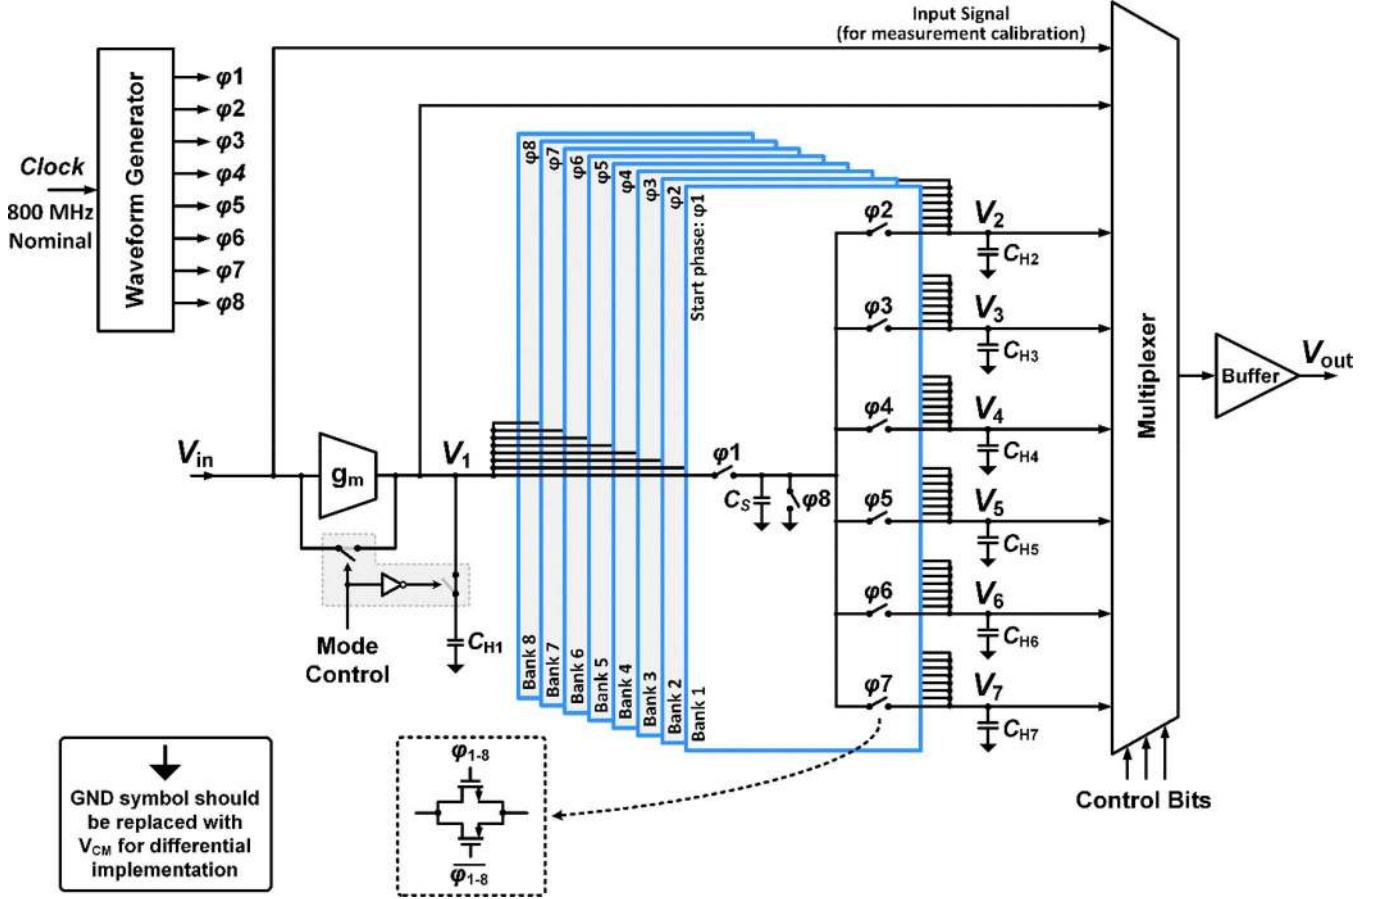 Input Signal
(for measurement calibration)
Waveform Generator
φ1
φ2
φ3
φ4
φ5
φ6
φ7
φ8
Clock
800 MHz
Nominal
φ8
φ7
φ6
φ5
φ4
φ3
φ2
Start phase: φ1
Bank 8
Bank 7
Bank 6
Bank 5
Bank 4
Bank 3
Bank 2
Bank 1
Vin
gm
V1
φ1
CS
φ8
φ2
V2
CH2
φ3
V3
CH3
φ4
V4
CH4
φ5
V5
CH5
φ6
V6
CH6
φ7
V7
CH7
Mode
Control
CH1
Multiplexer
Buffer
Vout
Control Bits
GND symbol should
be replaced with
VCM for differential
implementation
φ1-8
φ1-8